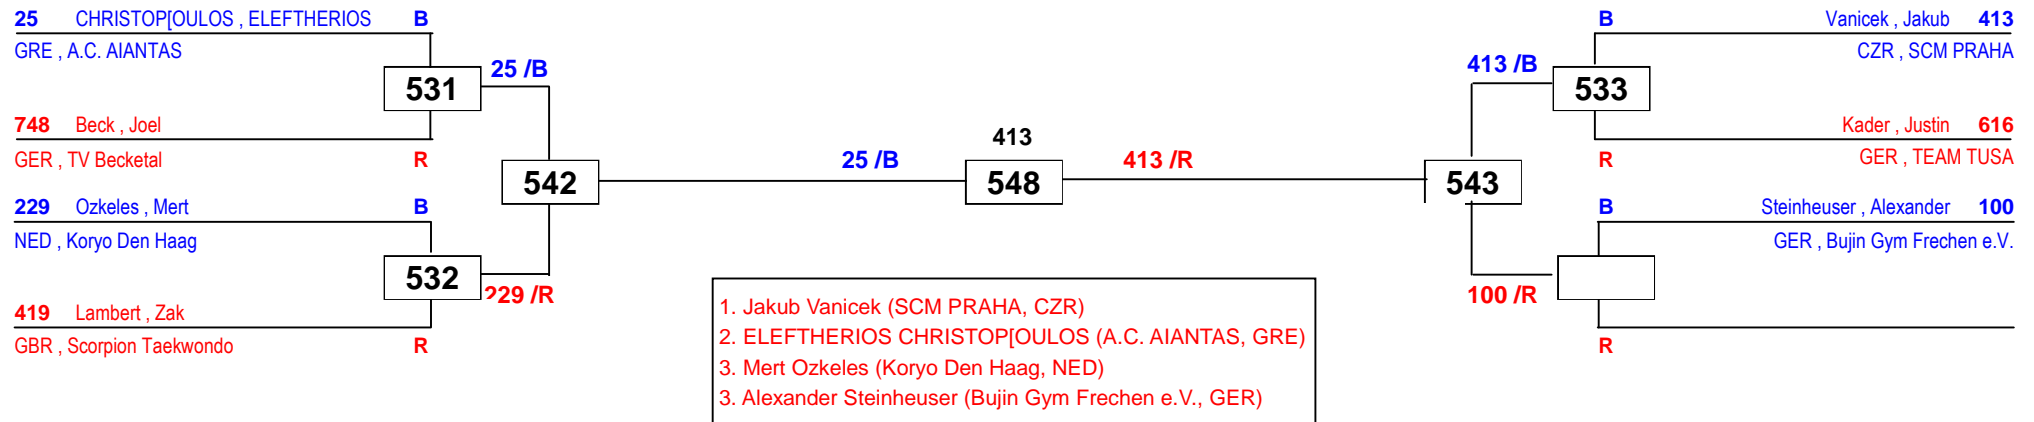 25 CHRISTOP[OULOS , ELEFTHERIOS B
GRE , A.C. AIANTAS
531
25 /B
748 Beck , Joel
GER , TV Becketal R
542
229 Ozkeles , Mert B
NED , Koryo Den Haag
532
229 /R
419 Lambert , Zak
GBR , Scorpion Taekwondo R
25 /B
413
548
413 /R
B Vanicek , Jakub 413
CZR , SCM PRAHA
413 /B
533
Kader , Justin 616
R GER , TEAM TUSA
543
B Steinheuser , Alexander 100
GER , Bujin Gym Frechen e.V.
100 /R
R
1. Jakub Vanicek (SCM PRAHA, CZR)
2. ELEFTHERIOS CHRISTOP[OULOS (A.C. AIANTAS, GRE)
3. Mert Ozkeles (Koryo Den Haag, NED)
3. Alexander Steinheuser (Bujin Gym Frechen e.V., GER)